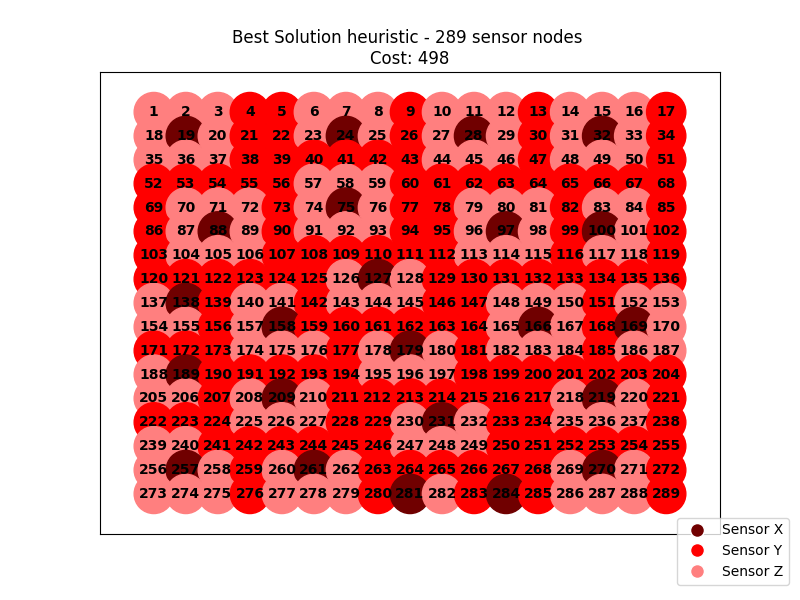 Best Solution heuristic - 289 sensor nodes
Cost: 498
1 2 3 4 5 6 7 8 9 10 11 12 13 14 15 16 17
18 19 20 21 22 23 24 25 26 27 28 29 30 31 32 33 34
35 36 37 38 39 40 41 42 43 44 45 46 47 48 49 50 51
52 53 54 55 56 57 58 59 60 61 62 63 64 65 66 67 68
69 70 71 72 73 74 75 76 77 78 79 80 81 82 83 84 85
86 87 88 89 90 91 92 93 94 95 96 97 98 99 100 101 102
103 104 105 106 107 108 109 110 111 112 113 114 115 116 117 118 119
120 121 122 123 124 125 126 127 128 129 130 131 132 133 134 135 136
137 138 139 140 141 142 143 144 145 146 147 148 149 150 151 152 153
154 155 156 157 158 159 160 161 162 163 164 165 166 167 168 169 170
171 172 173 174 175 176 177 178 179 180 181 182 183 184 185 186 187
188 189 190 191 192 193 194 195 196 197 198 199 200 201 202 203 204
205 206 207 208 209 210 211 212 213 214 215 216 217 218 219 220 221
222 223 224 225 226 227 228 229 230 231 232 233 234 235 236 237 238
239 240 241 242 243 244 245 246 247 248 249 250 251 252 253 254 255
256 257 258 259 260 261 262 263 264 265 266 267 268 269 270 271 272
273 274 275 276 277 278 279 280 281 282 283 284 285 286 287 288 289
Sensor X
Sensor Y
Sensor Z